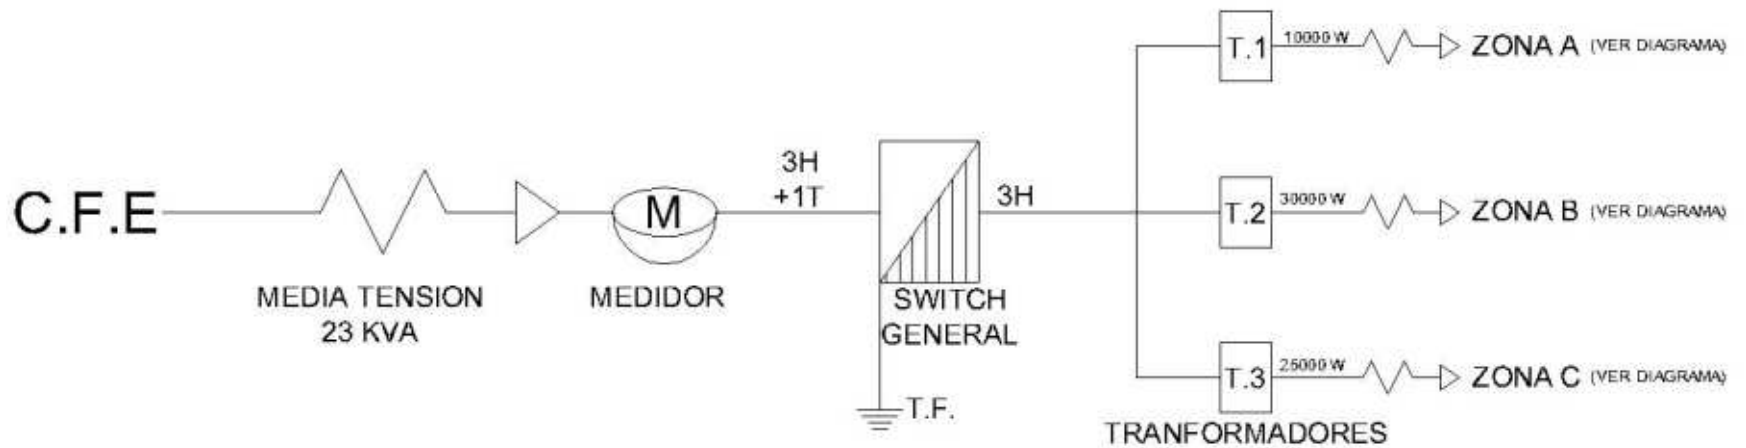 C.F.E
MEDIA TENSION
23 KVA
M
MEDIDOR
3H
+1T
SWITCH
GENERAL
T.F.
3H
T.1
10000 W
ZONA A (VER DIAGRAMA)
T.2
30000 W
ZONA B (VER DIAGRAMA)
T.3
25000 W
ZONA C (VER DIAGRAMA)
TRANFORMADORES